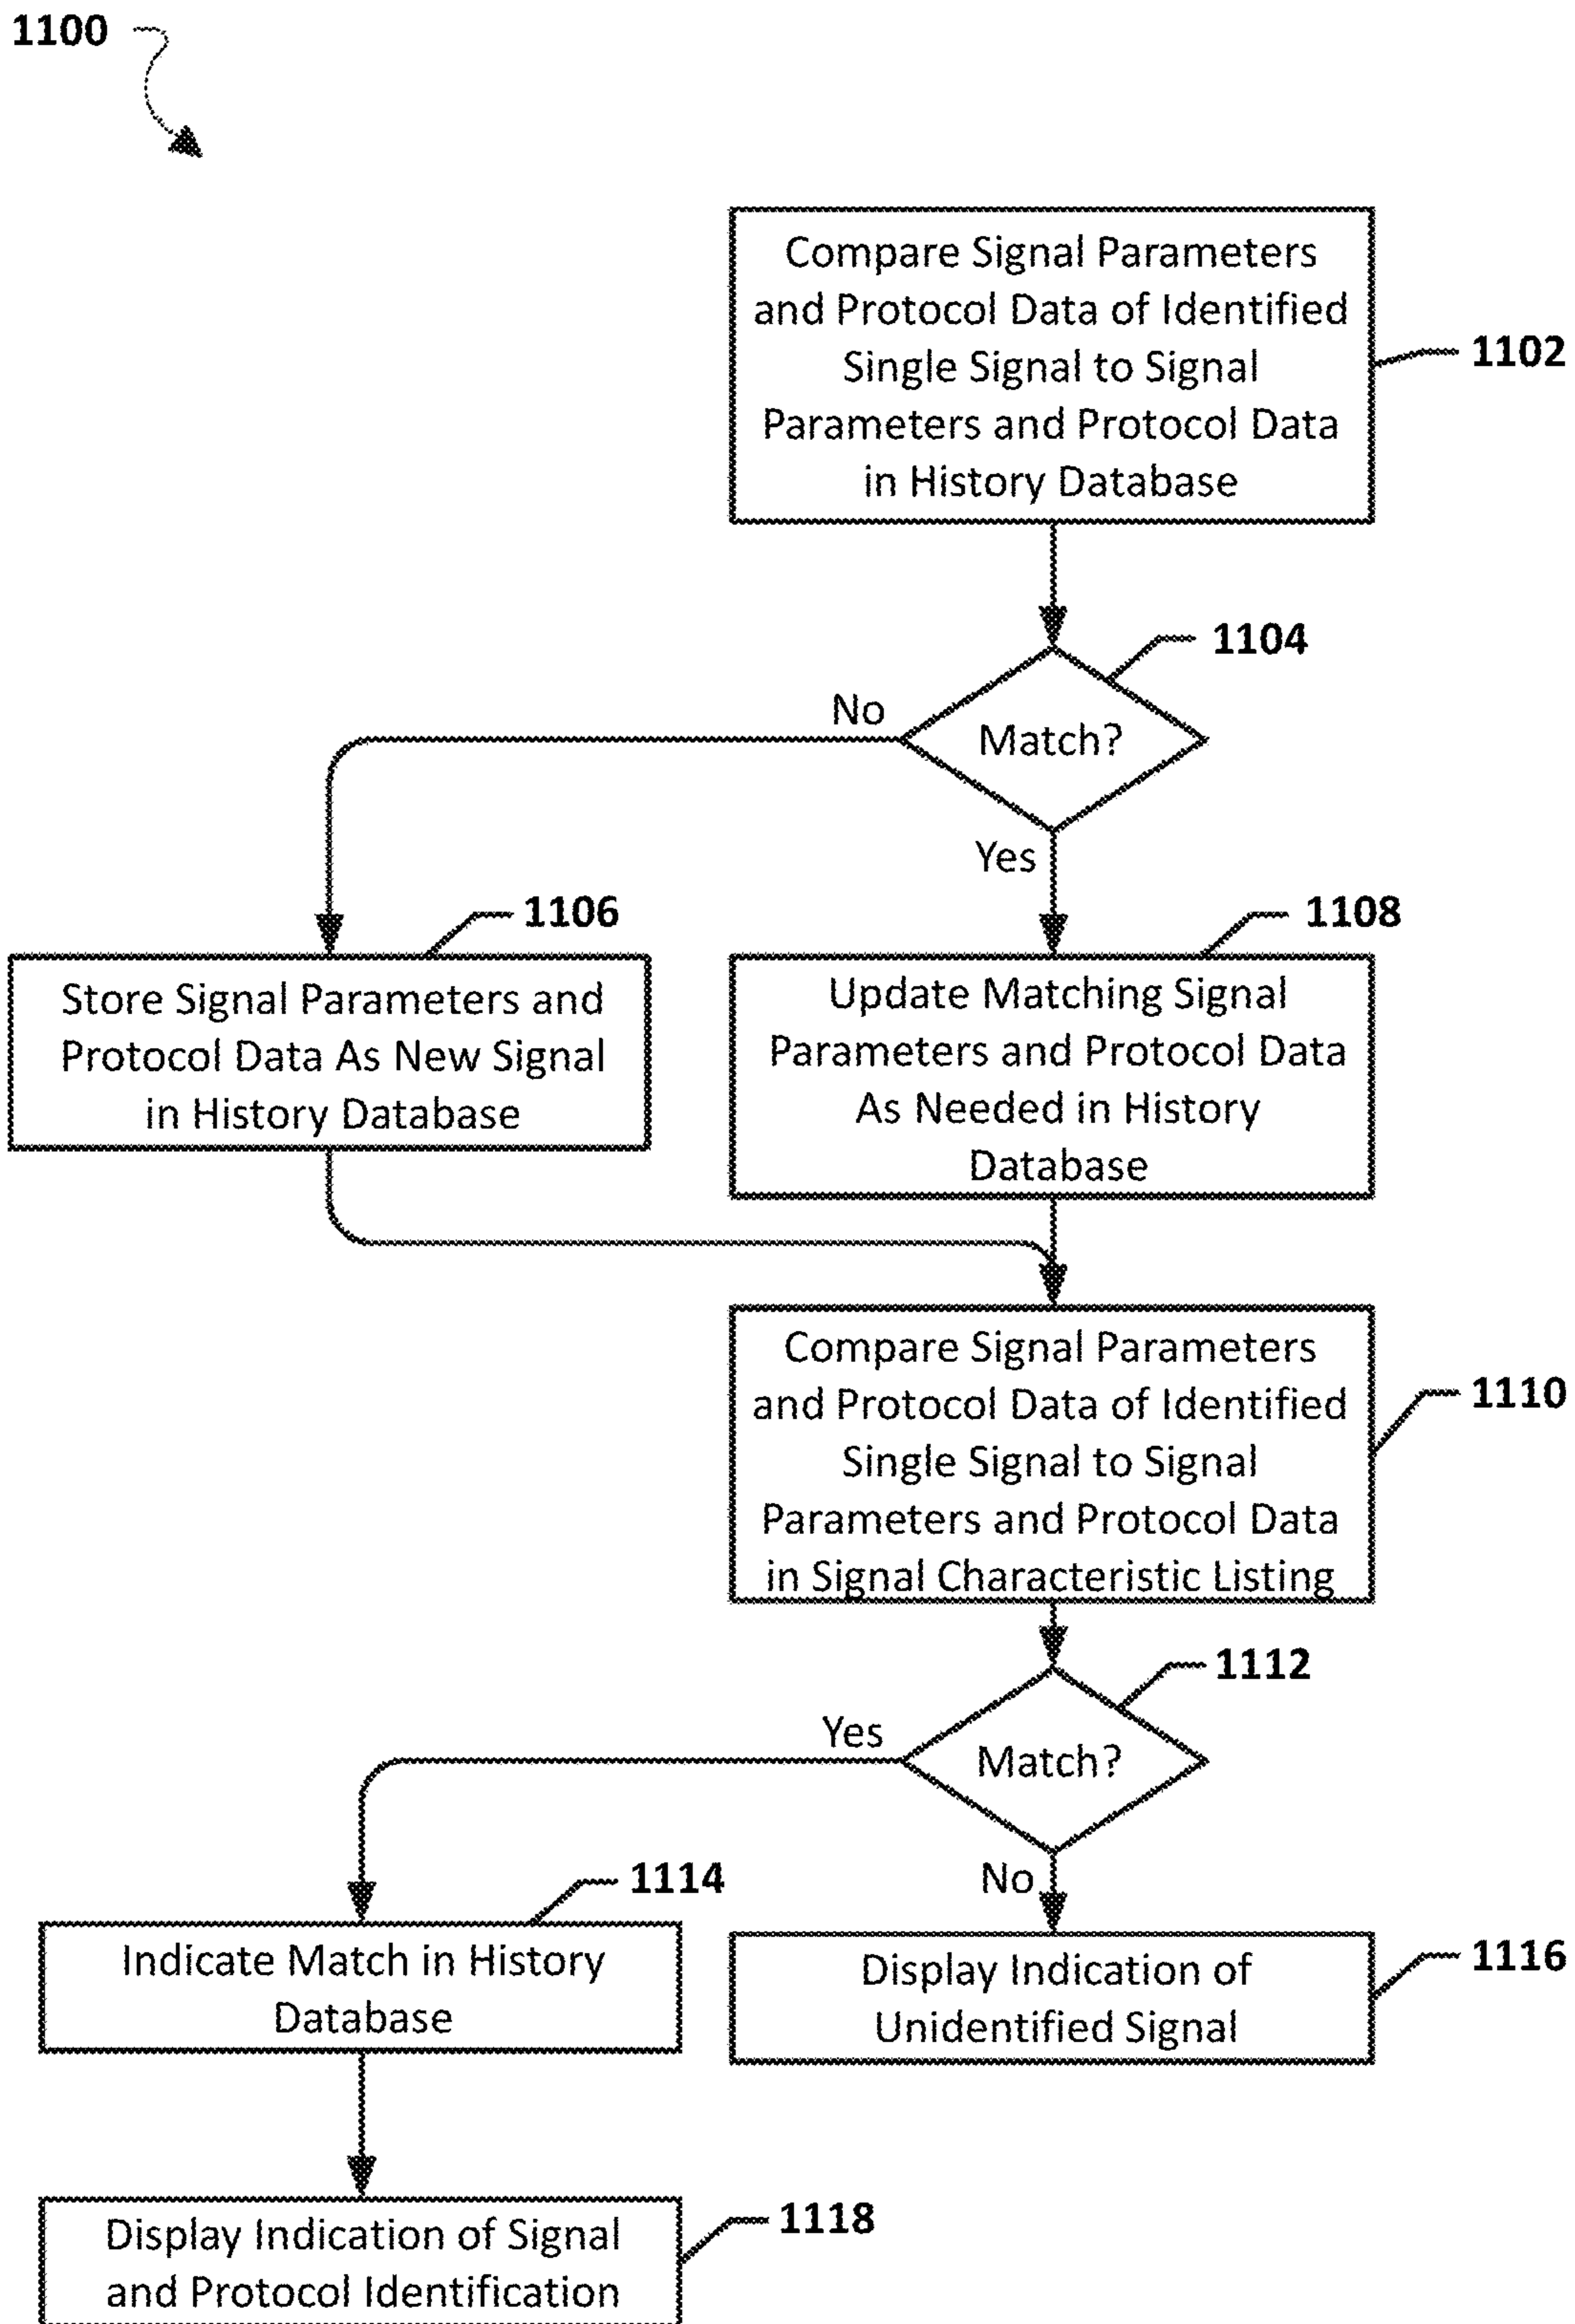 1100
Compare Signal Parameters
and Protocol Data of Identified
Single Signal to Signal
Parameters and Protocol Data
in History Database
1102
1104
No
Match?
Yes
1106
1108
Store Signal Parameters and
Protocol Data As New Signal
in History Database
Update Matching Signal
Parameters and Protocol Data
As Needed in History
Database
Compare Signal Parameters
and Protocol Data of Identified
Single Signal to Signal
Parameters and Protocol Data
in Signal Characteristic Listing
1110
1112
Yes
Match?
No
1114
Indicate Match in History
Database
Display Indication of
Unidentified Signal
1116
Display Indication of Signal
and Protocol Identification
1118